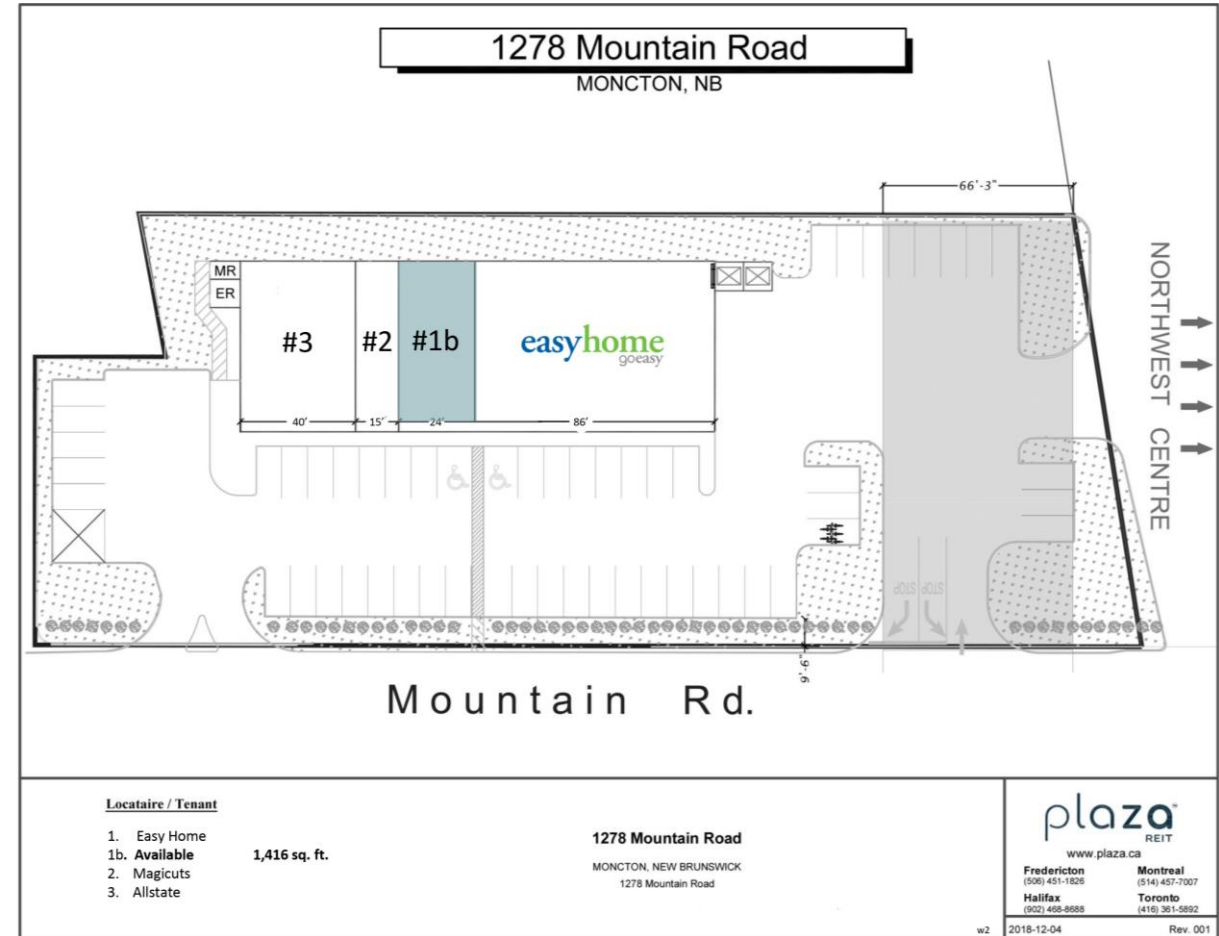 1278 Mountain Road
MONCTON, NB
66'-3"
MR
ER
#3
#2
#1b
easyhome
goeasy
40'
15'
24'
86'
NORTHWEST CENTRE
STOP
STOP
9'-6"
Mountain Rd.
Locataire / Tenant
1. Easy Home
1b. Available 1,416 sq. ft.
2. Magicuts
3. Allstate
1278 Mountain Road
MONCTON, NEW BRUNSWICK
1278 Mountain Road
plaza
REIT
www.plaza.ca
Fredericton Montreal
(506) 451-1826 (514) 457-7007
Halifax Toronto
(902) 468-8688 (416) 361-5892
w2 2018-12-04 Rev. 001